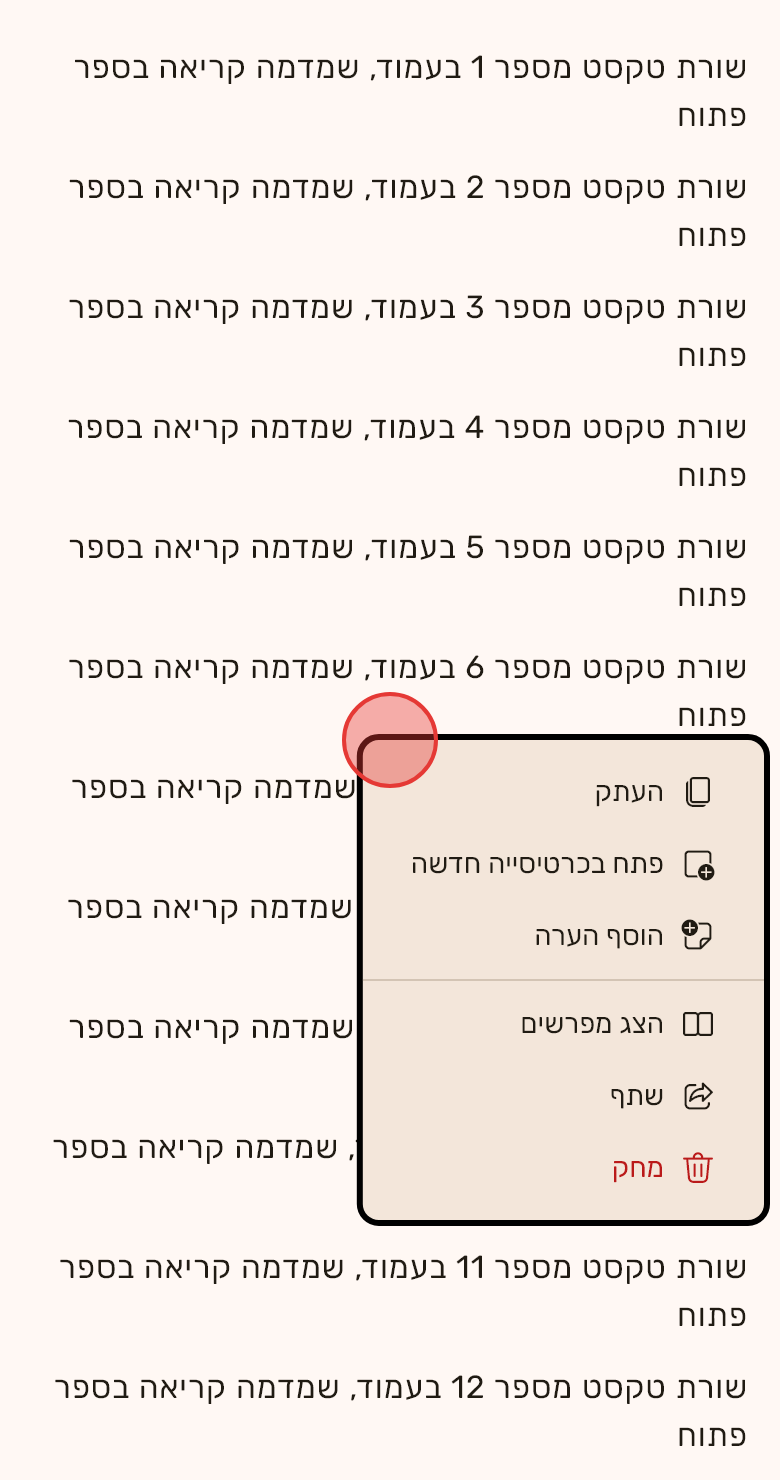 שורת טקסט מספר 1 בעמוד, שמדמה קריאה בספר
פתוח
שורת טקסט מספר 2 בעמוד, שמדמה קריאה בספר
פתוח
שורת טקסט מספר 3 בעמוד, שמדמה קריאה בספר
פתוח
שורת טקסט מספר 4 בעמוד, שמדמה קריאה בספר
פתוח
שורת טקסט מספר 5 בעמוד, שמדמה קריאה בספר
פתוח
שורת טקסט מספר 6 בעמוד, שמדמה קריאה בספר
פתוח
שמדמה קריאה בספר
העתק
פתח בכרטיסייה חדשה
שמדמה קריאה בספר
הוסף הערה
שמדמה קריאה בספר
הצג מפרשים
שתף
, שמדמה קריאה בספר
מחק
שורת טקסט מספר 11 בעמוד, שמדמה קריאה בספר
פתוח
שורת טקסט מספר 12 בעמוד, שמדמה קריאה בספר
פתוח